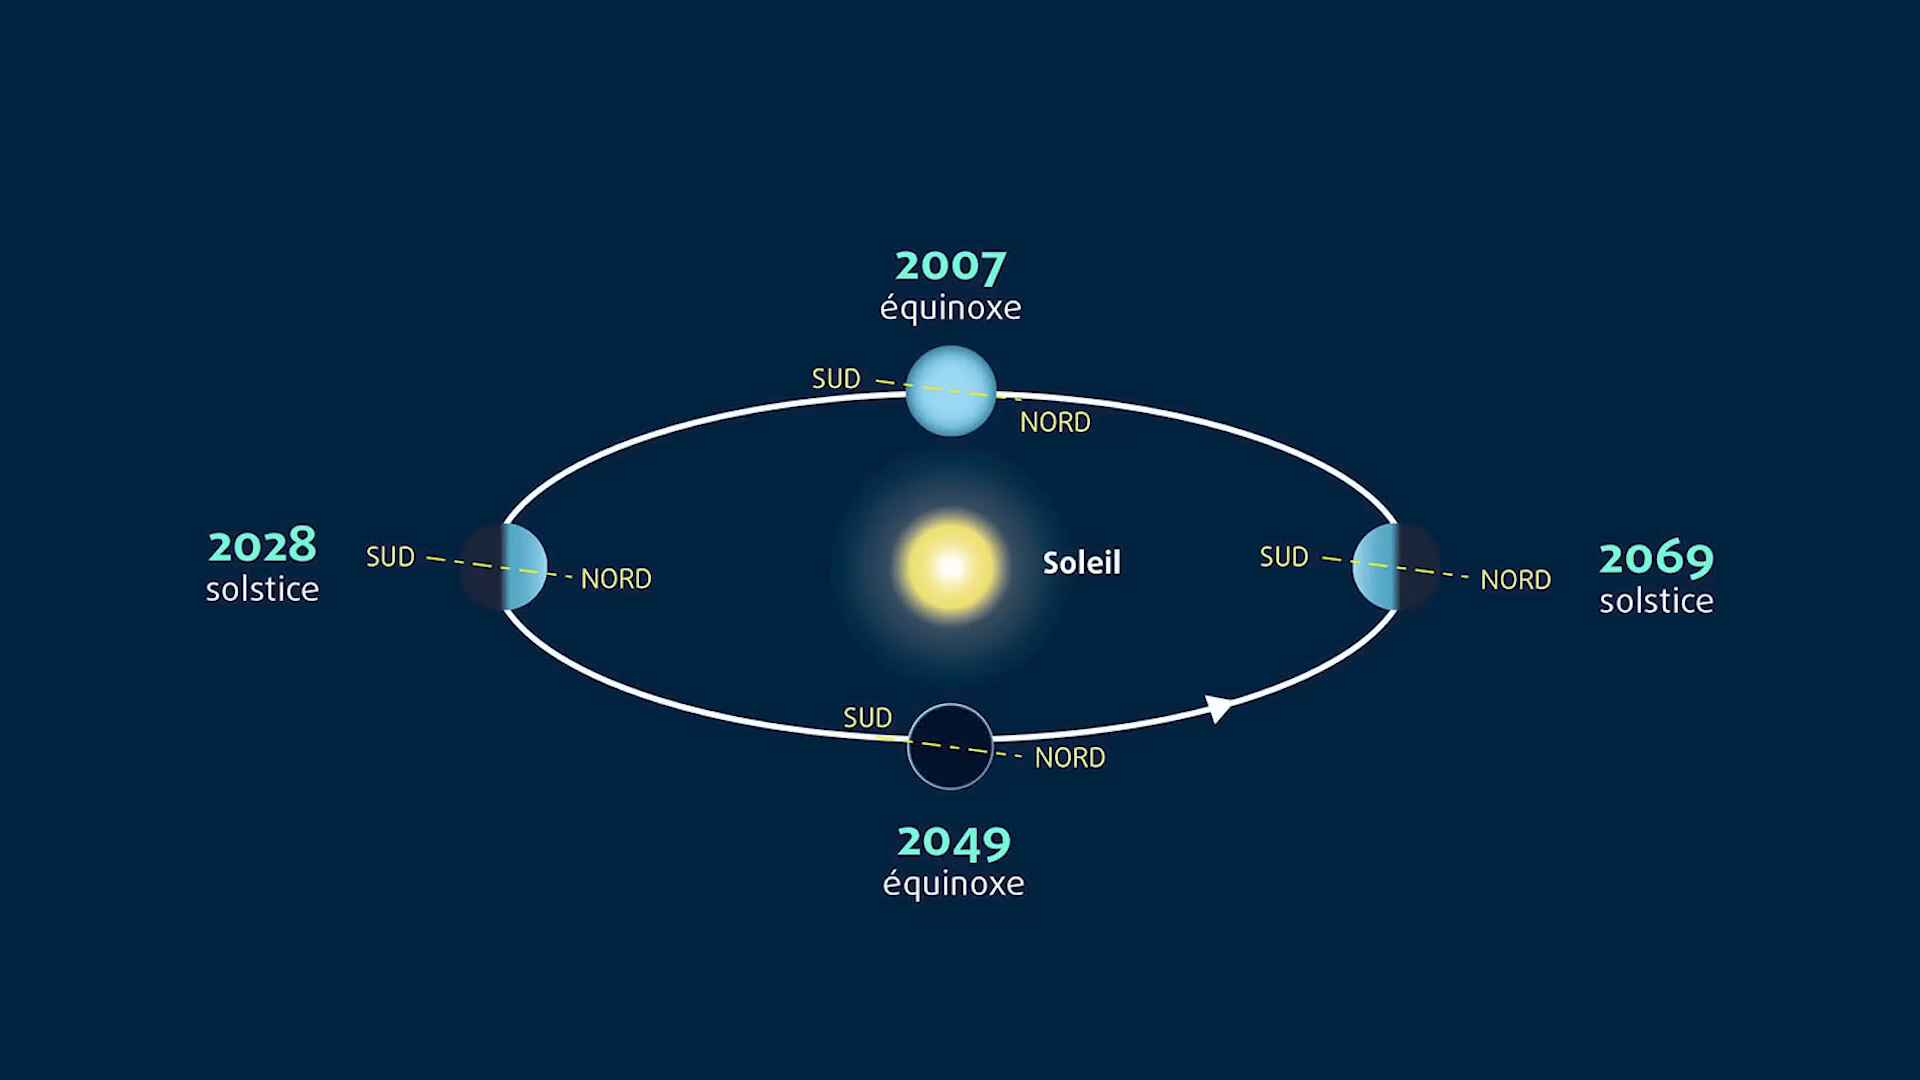 2007
équinoxe
SUD
NORD
2028
solstice
SUD
NORD
Soleil
SUD
NORD
2069
solstice
SUD
NORD
2049
équinoxe